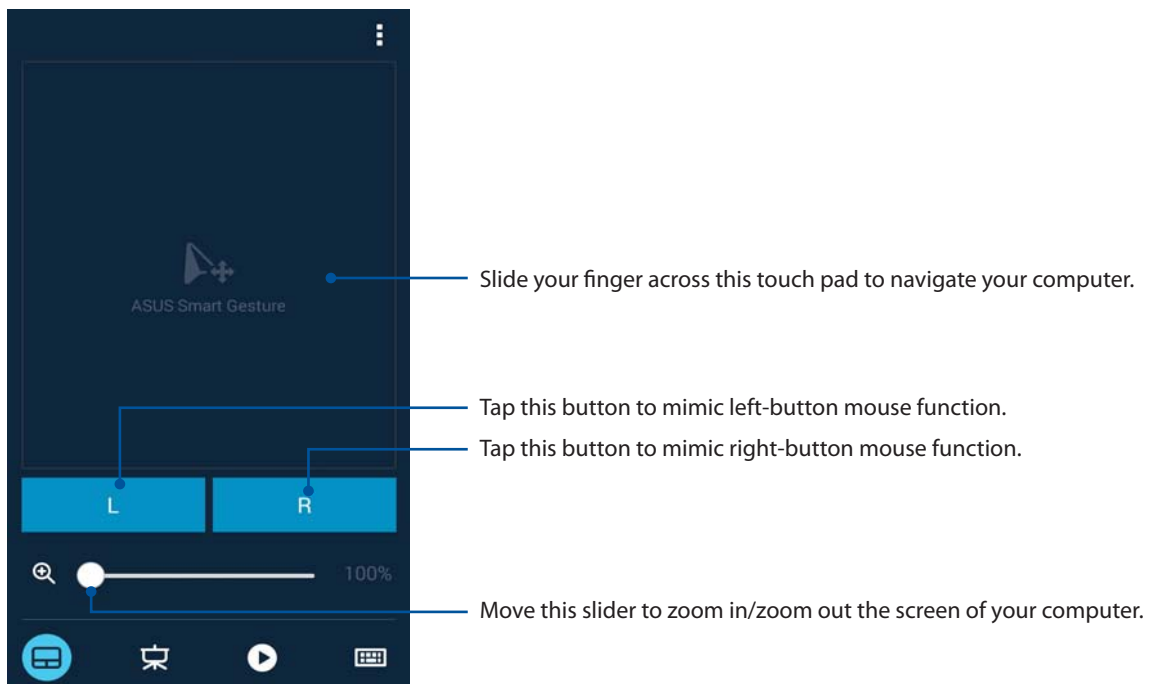 ASUS Smart Gesture
Slide your finger across this touch pad to navigate your computer.
Tap this button to mimic left-button mouse function.
Tap this button to mimic right-button mouse function.
L
R
100%
Move this slider to zoom in/zoom out the screen of your computer.